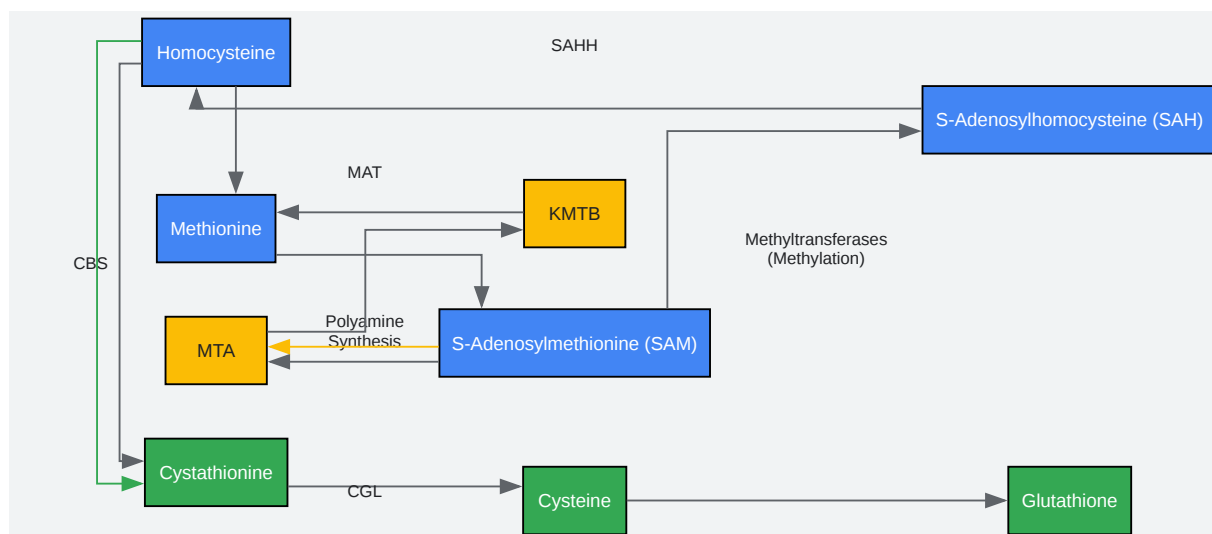 Homocysteine
SAHH
S-Adenosylhomocysteine (SAH)
MAT
KMTB
Methionine
Methyltransferases
(Methylation)
CBS
Polyamine
Synthesis
MTA
S-Adenosylmethionine (SAM)
Cystathionine
CGL
Cysteine
Glutathione